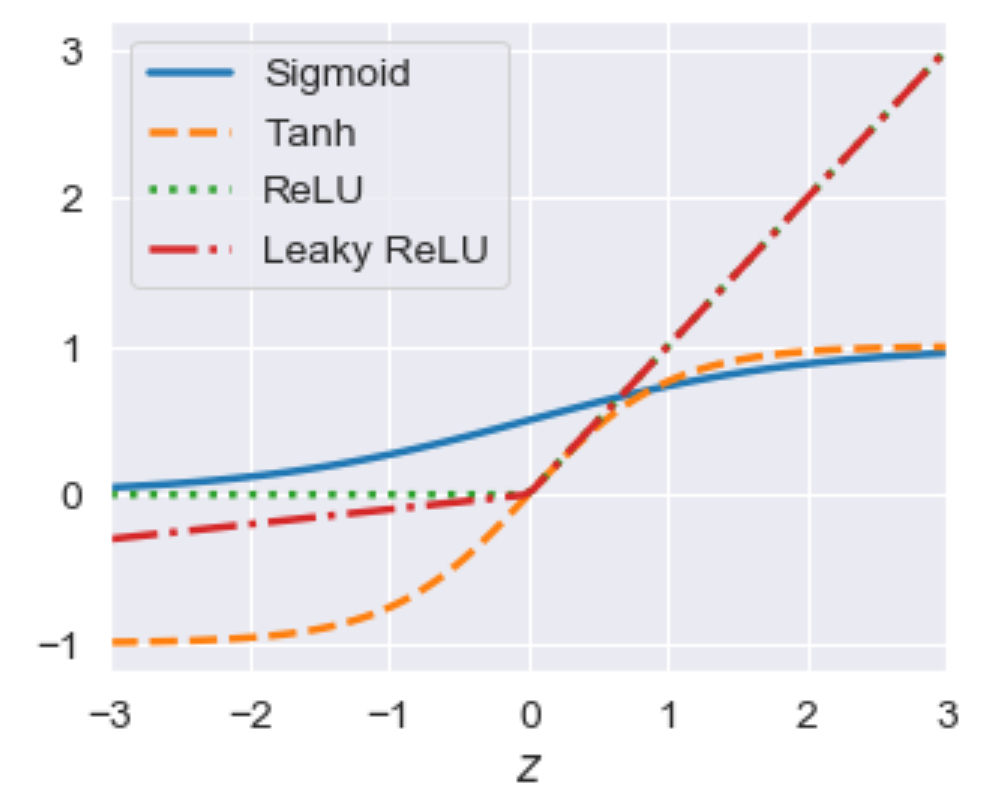 3
2
1
0
−1
Sigmoid
Tanh
ReLU
Leaky ReLU
−3 −2 −1 0 1 2 3
z